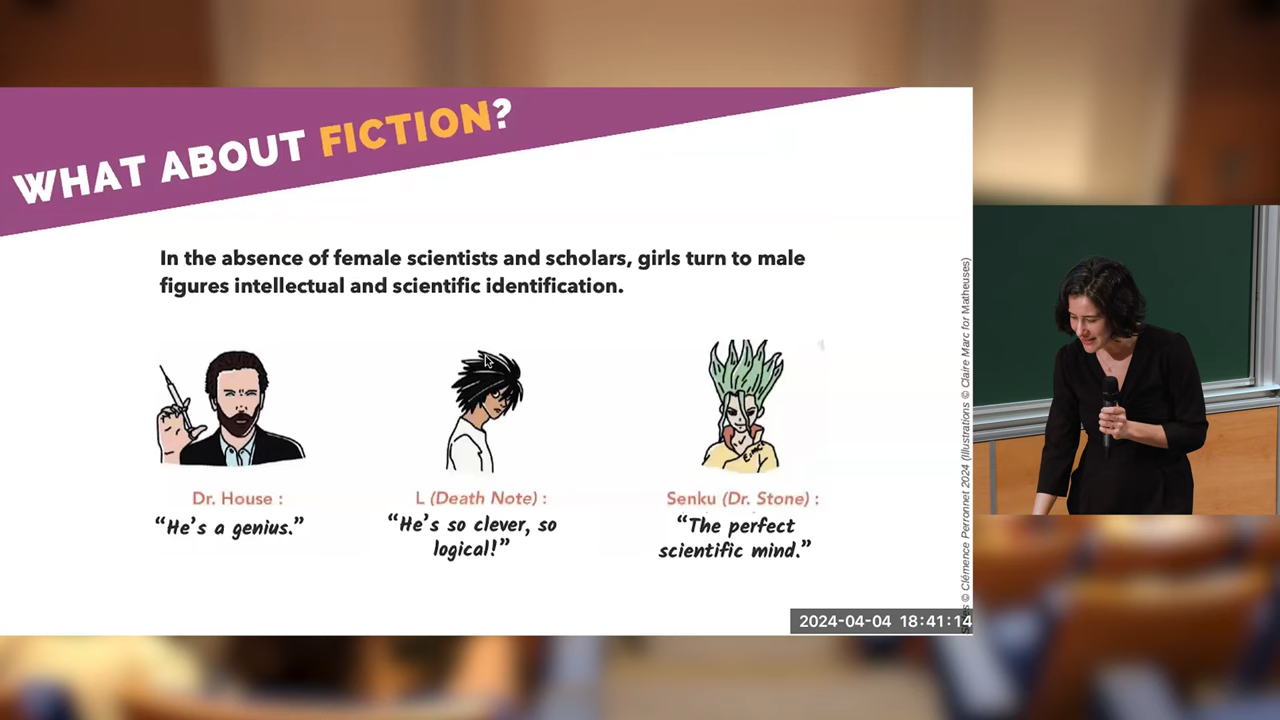 WHAT ABOUT FICTION?
In the absence of female scientists and scholars, girls turn to male
figures intellectual and scientific identification.
Dr. House :
“He’s a genius.”
L (Death Note) :
“He’s so clever, so
logical!”
Senku (Dr. Stone) :
“The perfect
scientific mind.”
© Clémence Perronnet 2024 (Illustrations © Claire Marc for Matheuses)
2024-04-04 18:41:14